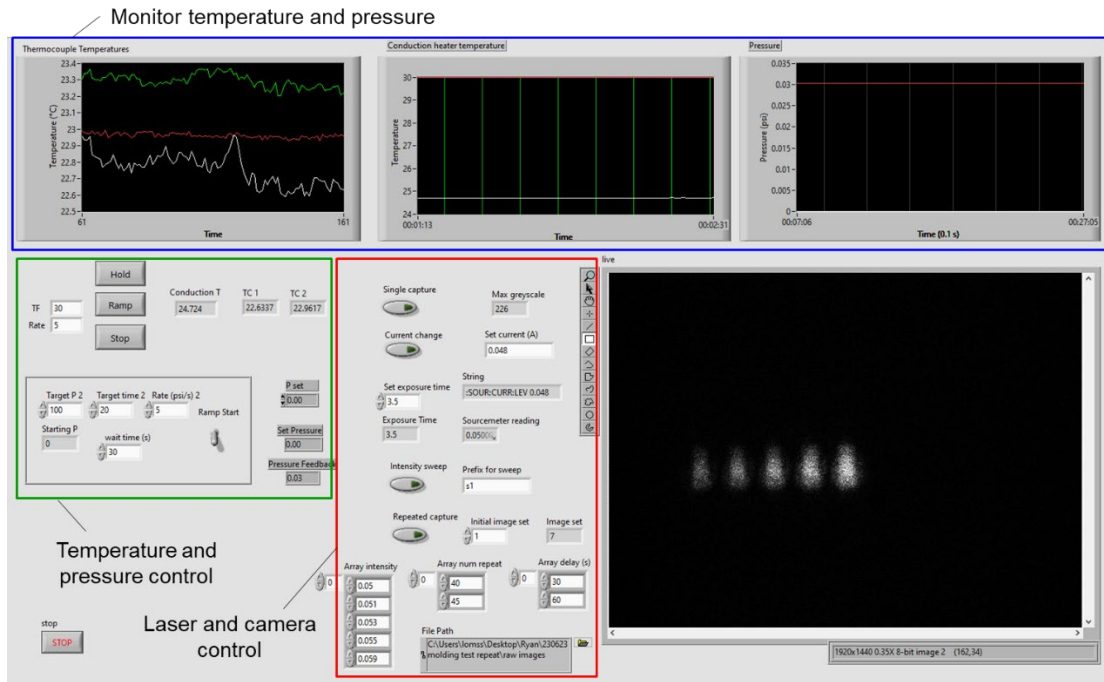 Monitor temperature and pressure
Thermocouple Temperatures
Conduction heater temperature
Pressure
23.4
23.3
23.2
23.1
23
22.9
22.8
22.7
22.6
22.5
Temperature (°C)
61
161
Time
30
29
28
27
26
25
24
Temperature
00:01:13
00:02:31
Time
0.035
0.03
0.025
0.02
0.015
0.01
0.005
0
Pressure (psi)
00:07:06
00:27:05
Time (0.1 s)
Hold
Ramp
Stop
TF 30
Rate 5
Conduction T TC 1 TC 2
24.724 22.6337 22.9617
Target P 2 Target time 2 Rate (psi/s) 2
100 20 5
Ramp Start
Starting P
0
wait time (s)
30
P set
0.00
Set Pressure
0.00
Pressure Feedback
0.03
Temperature and
pressure control
stop
STOP
Laser and camera
control
Single capture
Max greyscale
226
Current change
Set current (A)
0.048
Set exposure time
3.5
String
:SOUR:CURR:LEV 0.048
Exposure Time
3.5
Sourcemeter reading
Intensity sweep
Prefix for sweep
s1
Repeated capture
Initial image set
1
Image set
7
Array intensity
0
0.05
0.051
0.053
0.055
0.059
Array num repeat
0
40
45
Array delay (s)
0
30
60
File Path
C:\Users\lomss\Desktop\Ryan\230623
molding test repeat\raw images
live
1920x1440 0.35X 8-bit image 2 (162,34)